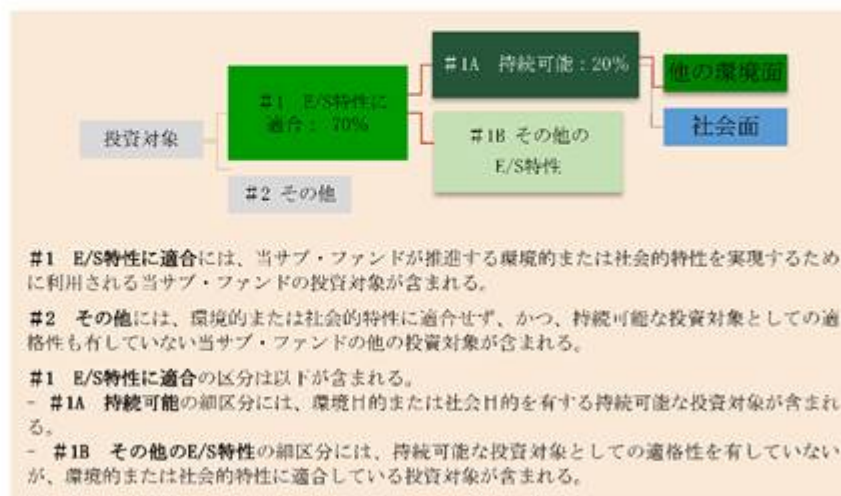 #1A 持続可能：20%
他の環境面
#1 E/S特性に
適合： 70%
投資対象
#1B その他の
E/S特性
社会面
#2 その他
#1 E/S特性に適合には、当サブ・ファンドが推進する環境的または社会的特性を実現するため
に利用される当サブ・ファンドの投資対象が含まれる。
#2 その他には、環境的または社会的特性に適合せず、かつ、持続可能な投資対象としての適
格性も有していない当サブ・ファンドの他の投資対象が含まれる。
#1 E/S特性に適合の区分は以下が含まれる。
- #1A 持続可能の細区分には、環境目的または社会目的を有する持続可能な投資対象が含まれ
る。
- #1B その他のE/S特性の細区分には、持続可能な投資対象としての適格性を有していない
が、環境的または社会的特性に適合している投資対象が含まれる。